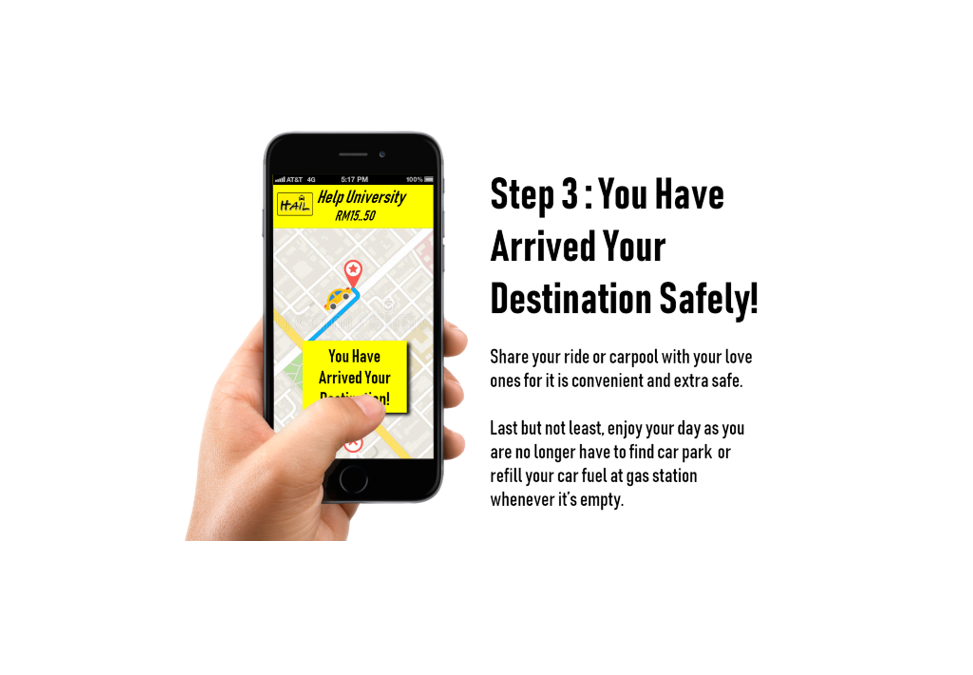 AT&T 4G 5:17 PM 100%
HAIL
Help University
RM15..50
You Have
Arrived Your
Destination!
Step 3 : You Have
Arrived Your
Destination Safely!
Share your ride or carpool with your love
ones for it is convenient and extra safe.
Last but not least, enjoy your day as you
are no longer have to find car park or
refill your car fuel at gas station
whenever it's empty.